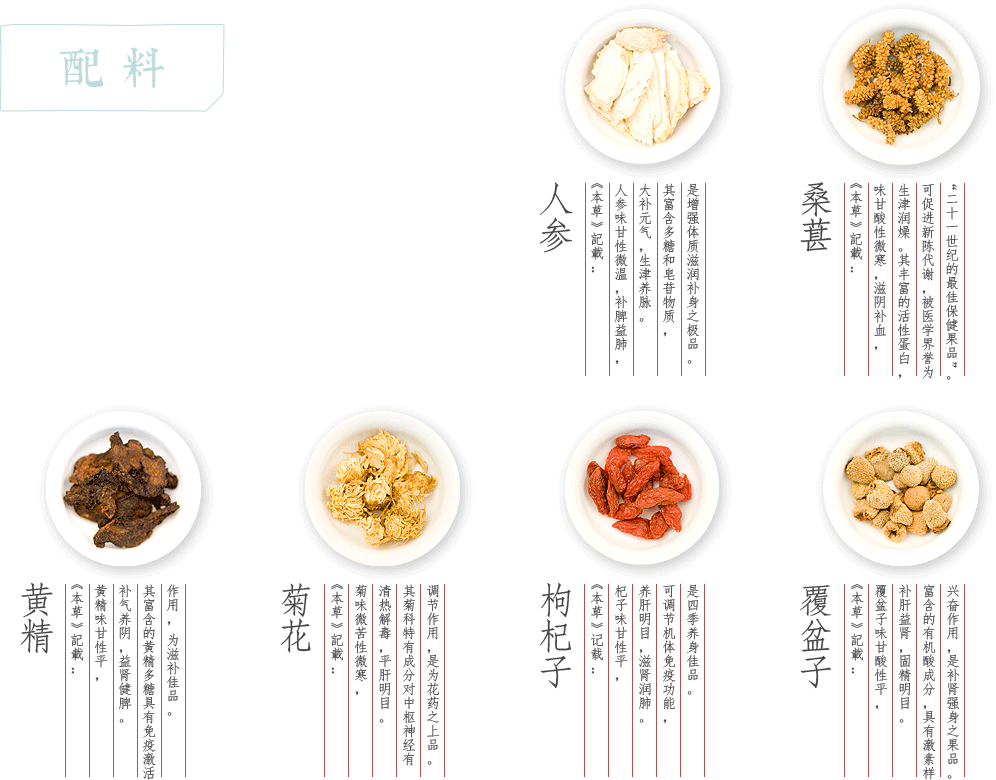 配料
人参
《本草》記載：
人参味甘性微温，补脾益肺，
大补元气，生津养脉。
其富含多糖和皂苷物质，
是增强体质滋润补身之极品。
桑葚
《本草》記載：
味甘酸性微寒，滋阴补血，
生津润燥。其丰富的活性蛋白，
可促进新陈代谢，被医学界誉为
“二十一世纪的最佳保健果品”。
黄精
《本草》記載：
黄精味甘性平，
补气养阴，益肾健脾。
其富含的黄精多糖具有免疫激活
作用，为滋补佳品。
菊花
《本草》記載：
菊味微苦性微寒，
清热解毒，平肝明目。
其菊科特有成分对中枢神经有
调节作用，是为花药之上品。
枸杞子
《本草》记载：
杞子味甘性平，
养肝明目，滋肾润肺。
可调节机体免疫功能，
是四季养身佳品。
覆盆子
《本草》記載：
覆盆子味甘酸性平，
补肝益肾，固精明目。
富含的有机酸成分，具有激素样
兴奋作用，是补肾强身之果品。